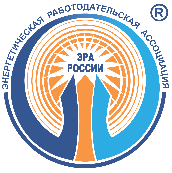 ЭНЕРГЕТИЧЕСКАЯ РАБОТОДАТЕЛЬСКАЯ АССОЦИАЦИЯ
®
ЭРА
РОССИИ